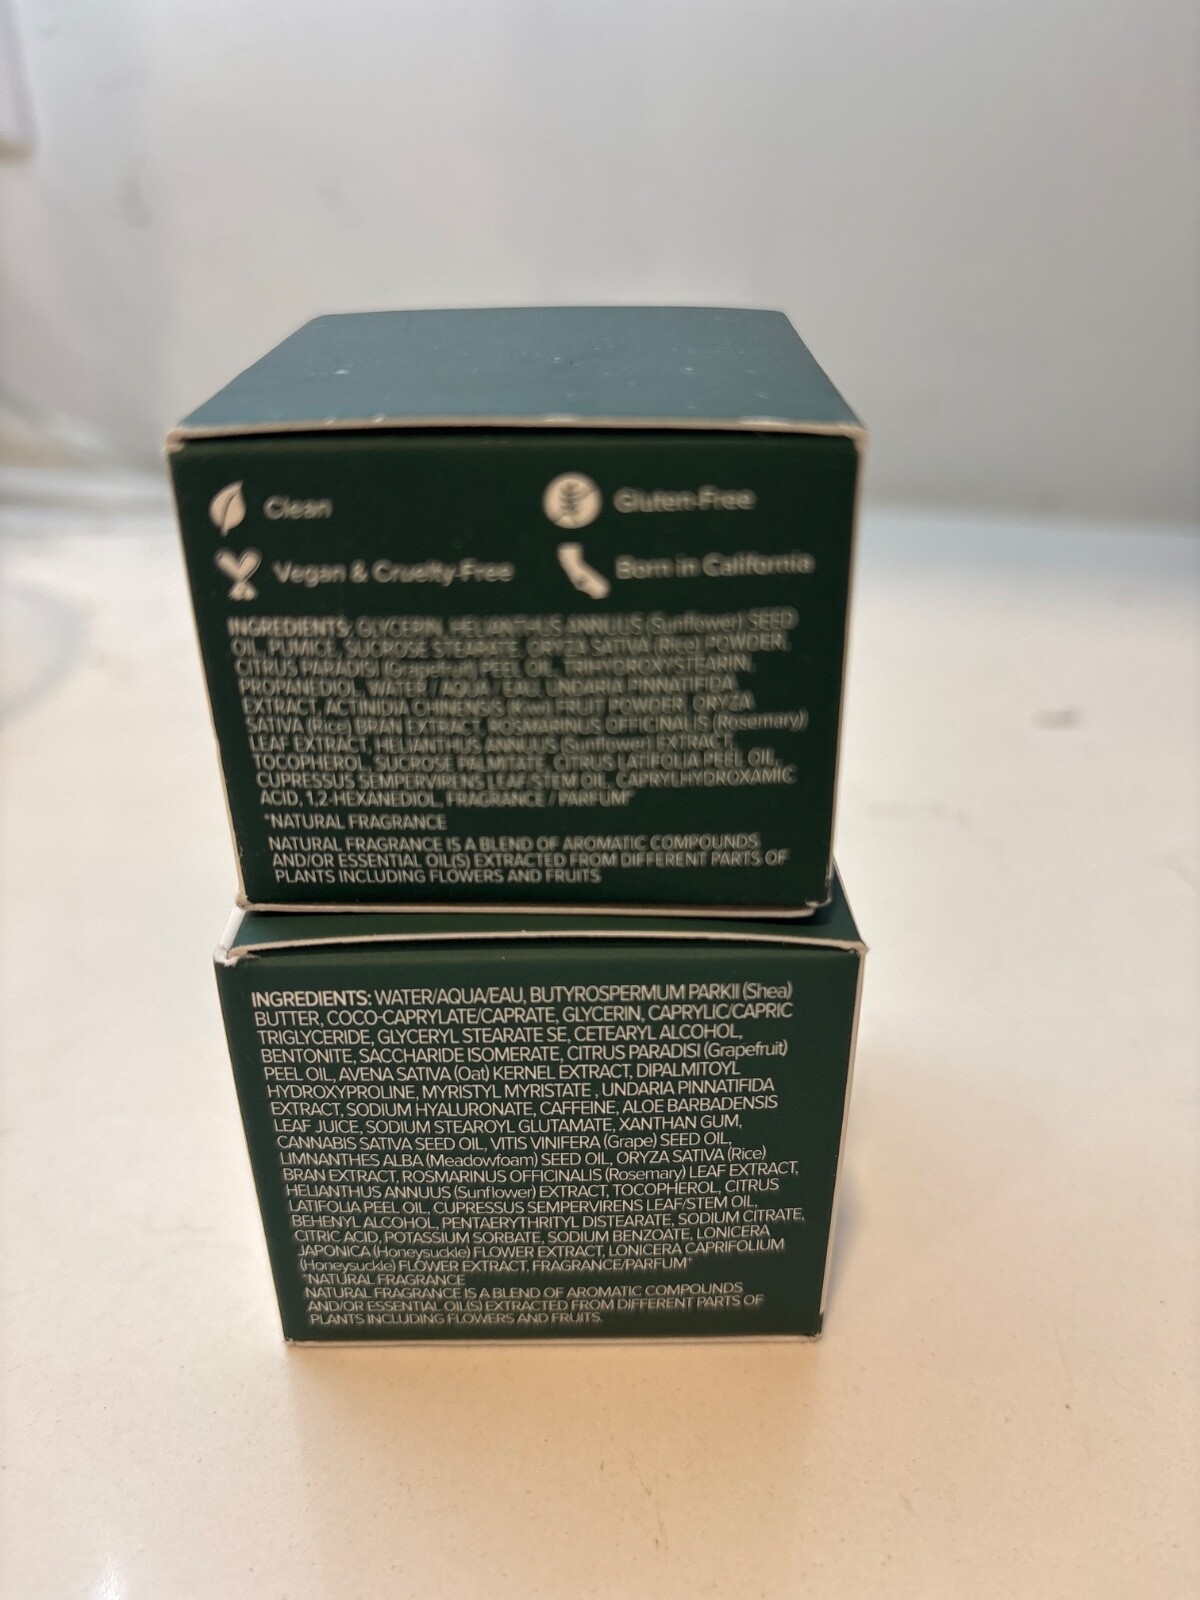 Clean
Gluten-Free
Vegan & Cruelty-Free
Born in California
INGREDIENTS: GLYCERIN, HELIANTHUS ANNUUS (Sunflower) SEED
OIL, PUMICE, SUCROSE STEARATE, ORYZA SATIVA (Rice) POWDER,
CITRUS PARADISI (Grapefruit) PEEL OIL, TRIHYDROXYSTEARIN,
PROPANEDIOL, WATER / AQUA / EAU, UNDARIA PINNATIFIDA
EXTRACT, ACTINIDIA CHINENSIS (Kiwi) FRUIT POWDER, ORYZA
SATIVA (Rice) BRAN EXTRACT, ROSMARINUS OFFICINALIS (Rosemary)
LEAF EXTRACT, HELIANTHUS ANNUUS (Sunflower) EXTRACT,
TOCOPHEROL, SUCROSE PALMITATE, CITRUS LATIFOLIA PEEL OIL,
CUPRESSUS SEMPERVIRENS LEAF/STEM OIL, CAPRYLHYDROXAMIC
ACID, 1,2-HEXANEDIOL, FRAGRANCE / PARFUM*
*NATURAL FRAGRANCE
NATURAL FRAGRANCE IS A BLEND OF AROMATIC COMPOUNDS
AND/OR ESSENTIAL OIL(S) EXTRACTED FROM DIFFERENT PARTS OF
PLANTS INCLUDING FLOWERS AND FRUITS
INGREDIENTS: WATER/AQUA/EAU, BUTYROSPERMUM PARKII (Shea)
BUTTER, COCO-CAPRYLATE/CAPRATE, GLYCERIN, CAPRYLIC/CAPRIC
TRIGLYCERIDE, GLYCERYL STEARATE SE, CETEARYL ALCOHOL,
BENTONITE, SACCHARIDE ISOMERATE, CITRUS PARADISI (Grapefruit)
PEEL OIL, AVENA SATIVA (Oat) KERNEL EXTRACT, DIPALMITOYL
HYDROXYPROLINE, MYRISTYL MYRISTATE , UNDARIA PINNATIFIDA
EXTRACT, SODIUM HYALURONATE, CAFFEINE, ALOE BARBADENSIS
LEAF JUICE, SODIUM STEAROYL GLUTAMATE, XANTHAN GUM,
CANNABIS SATIVA SEED OIL, VITIS VINIFERA (Grape) SEED OIL,
LIMNANTHES ALBA (Meadowfoam) SEED OIL, ORYZA SATIVA (Rice)
BRAN EXTRACT, ROSMARINUS OFFICINALIS (Rosemary) LEAF EXTRACT,
HELIANTHUS ANNUUS (Sunflower) EXTRACT, TOCOPHEROL, CITRUS
LATIFOLIA PEEL OIL, CUPRESSUS SEMPERVIRENS LEAF/STEM OIL,
BEHENYL ALCOHOL, PENTAERYTHRITYL DISTEARATE, SODIUM CITRATE,
CITRIC ACID, POTASSIUM SORBATE, SODIUM BENZOATE, LONICERA
JAPONICA (Honeysuckle) FLOWER EXTRACT, LONICERA CAPRIFOLIUM
(Honeysuckle) FLOWER EXTRACT, FRAGRANCE/PARFUM*
*NATURAL FRAGRANCE
NATURAL FRAGRANCE IS A BLEND OF AROMATIC COMPOUNDS
AND/OR ESSENTIAL OIL(S) EXTRACTED FROM DIFFERENT PARTS OF
PLANTS INCLUDING FLOWERS AND FRUITS.